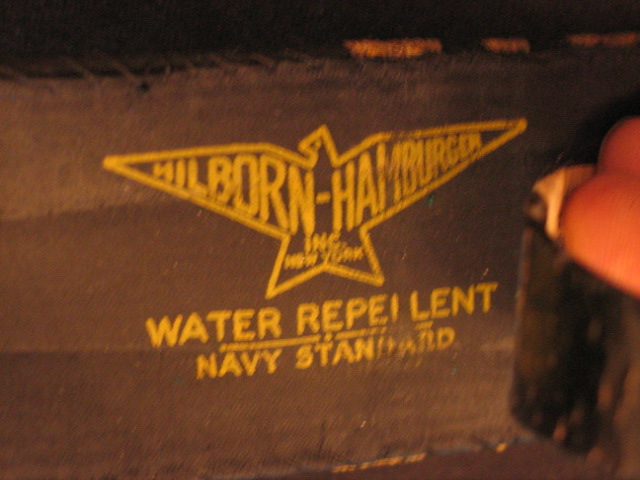 HILBORN-HAMBURGER
INC.
NEW YORK
WATER REPELLENT
NAVY STANDARD